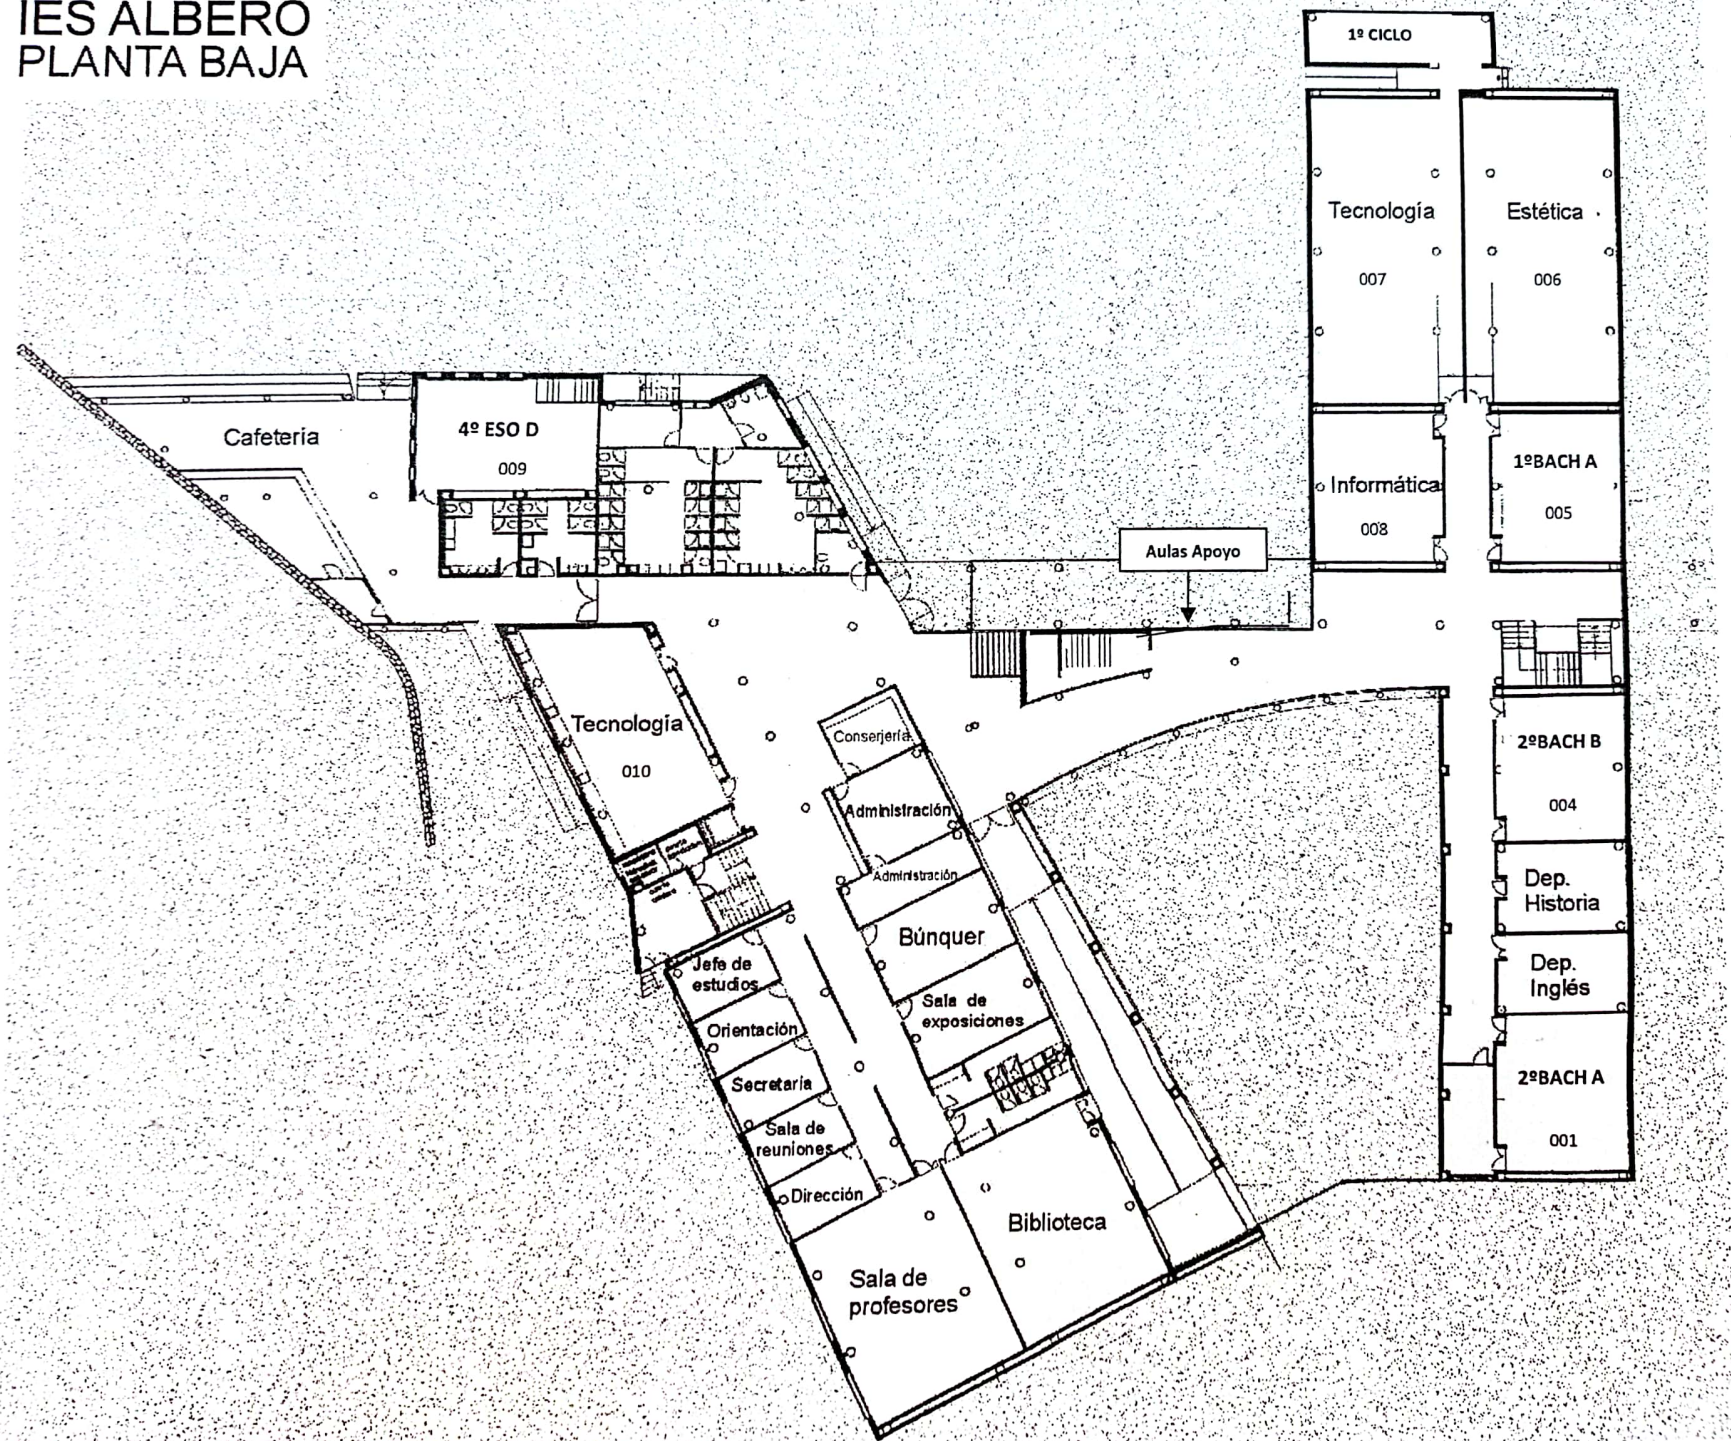 IES ALBERO
PLANTA BAJA
1º CICLO
Tecnología
007
Estética
006
Cafetería
4º ESO D
009
Informática
008
1ºBACH A
005
Aulas Apoyo
Tecnología
010
Conserjería
Administración
Administración
2ºBACH B
004
Dep.
Historia
Dep.
Inglés
2ºBACH A
001
Búnquer
Sala de
exposiciones
Jefe de
estudios
Orientación
Secretaría
Sala de
reuniones
Dirección
Sala de
profesores
Biblioteca